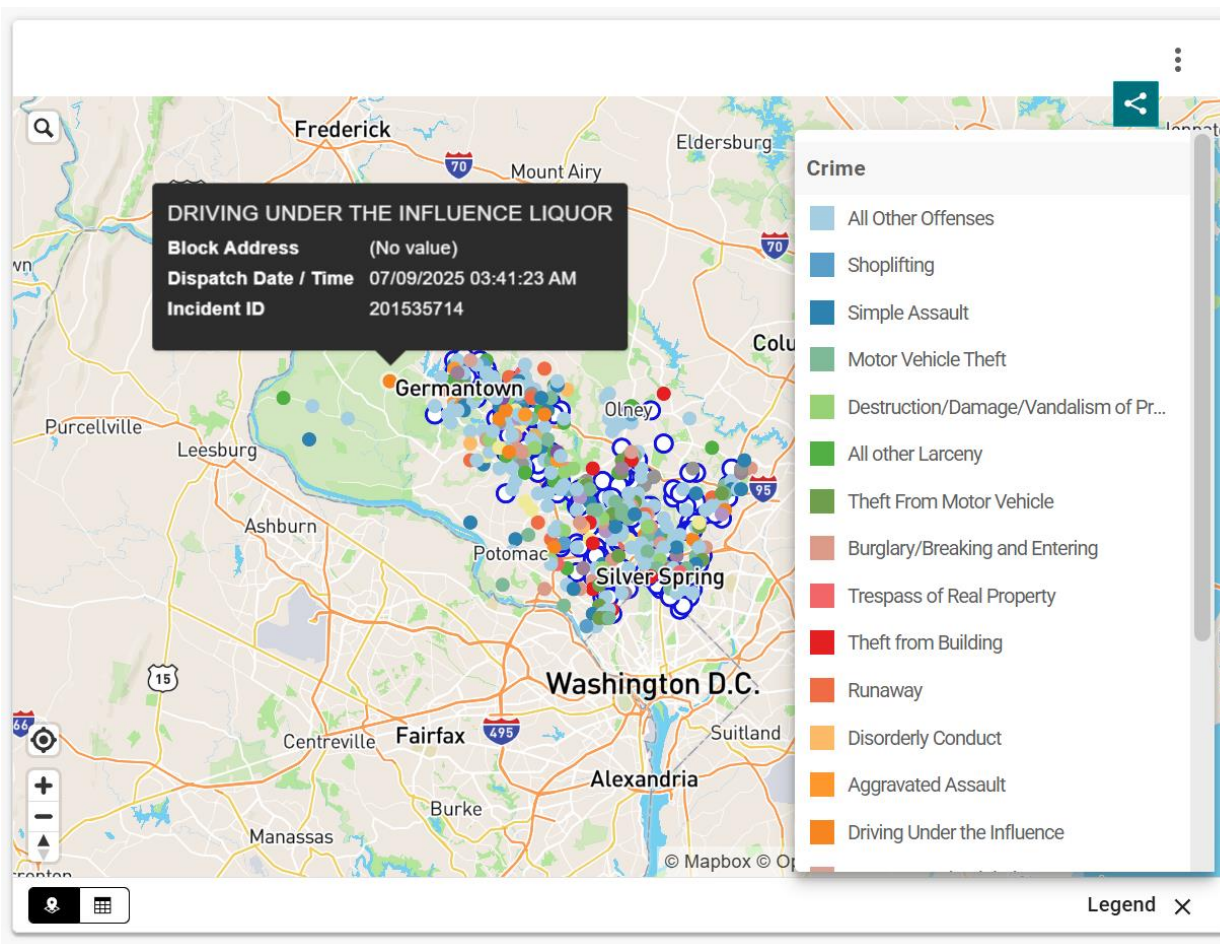 Frederick
Eldersburg
70
Mount Airy
DRIVING UNDER THE INFLUENCE LIQUOR
Block Address (No value)
Dispatch Date / Time 07/09/2025 03:41:23 AM
Incident ID 201535714
70
wn
Colu
Germantown
Olney
Purcellville
Leesburg
95
Ashburn
Potomac
Silver Spring
15
Washington D.C.
66
Centreville
Fairfax
495
Suitland
Alexandria
Burke
Manassas
© Mapbox © Op
Crime
All Other Offenses
Shoplifting
Simple Assault
Motor Vehicle Theft
Destruction/Damage/Vandalism of Pr...
All other Larceny
Theft From Motor Vehicle
Burglary/Breaking and Entering
Trespass of Real Property
Theft from Building
Runaway
Disorderly Conduct
Aggravated Assault
Driving Under the Influence
Legend